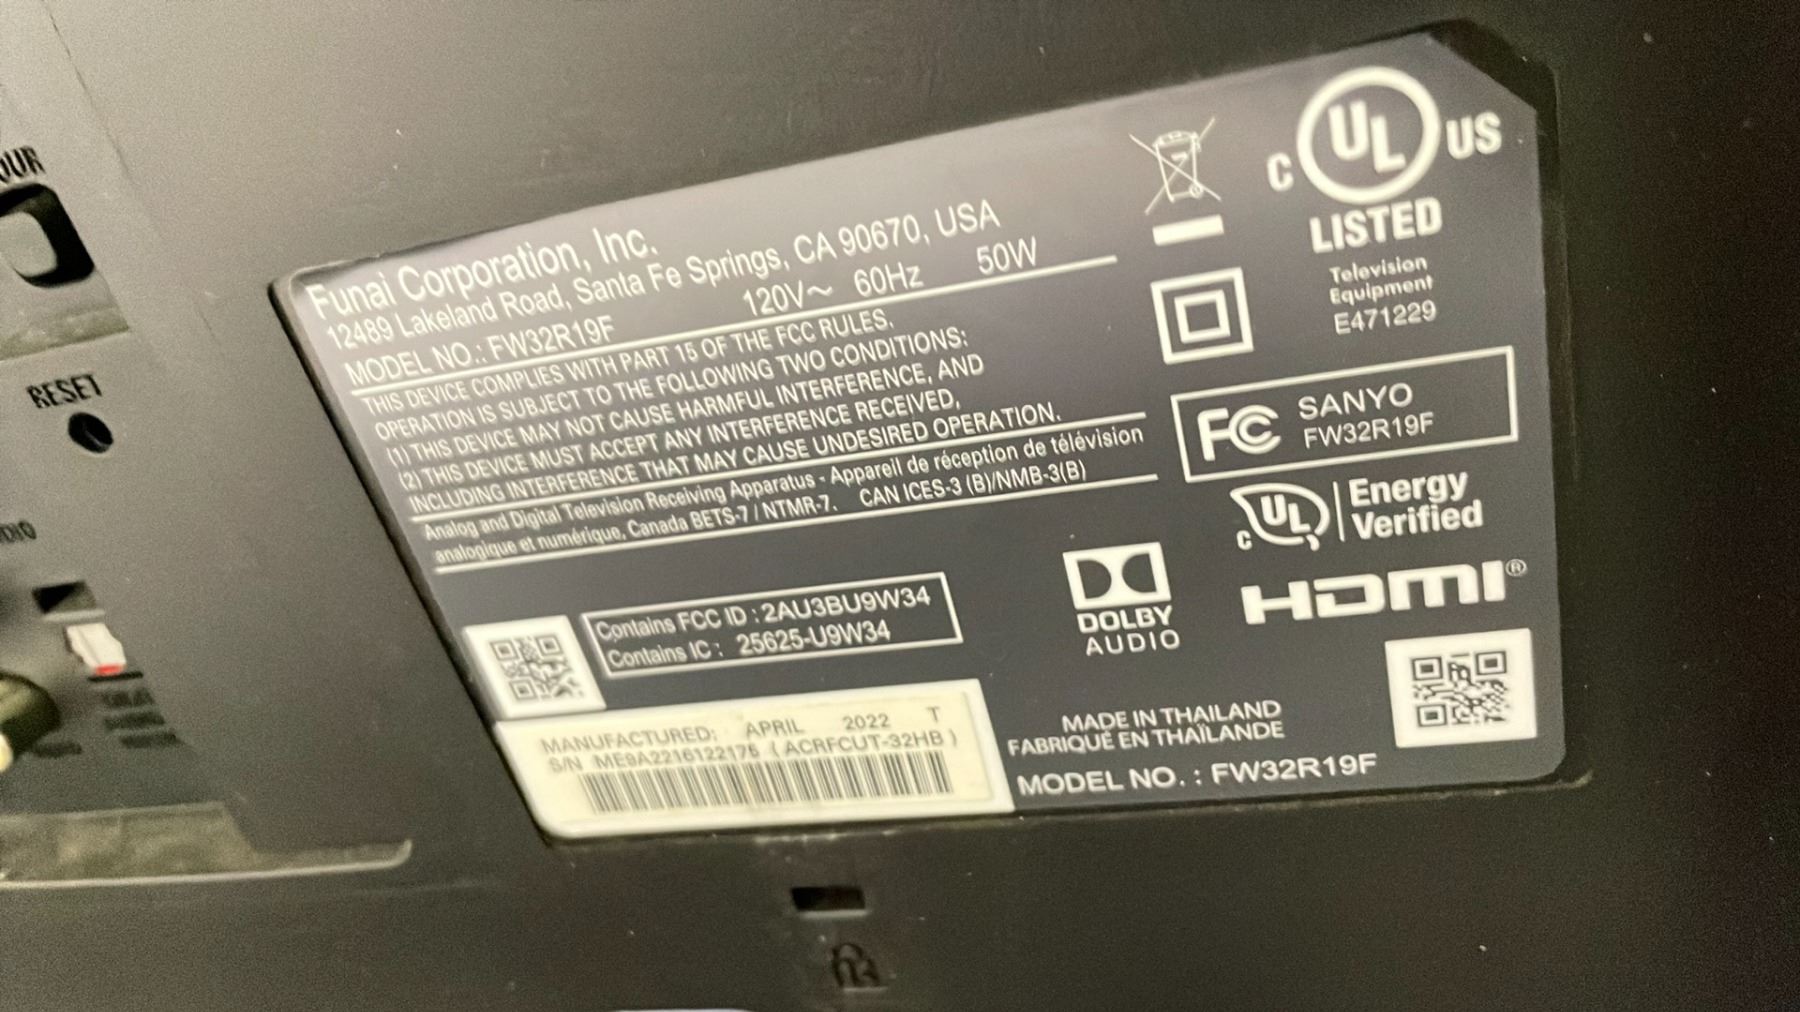 RESET
Funai Corporation, Inc.
12489 Lakeland Road, Santa Fe Springs, CA 90670, USA
MODEL NO.: FW32R19F 120V~ 60Hz 50W
THIS DEVICE COMPLIES WITH PART 15 OF THE FCC RULES.
OPERATION IS SUBJECT TO THE FOLLOWING TWO CONDITIONS:
(1) THIS DEVICE MAY NOT CAUSE HARMFUL INTERFERENCE, AND
(2) THIS DEVICE MUST ACCEPT ANY INTERFERENCE RECEIVED,
INCLUDING INTERFERENCE THAT MAY CAUSE UNDESIRED OPERATION.
Analog and Digital Television Receiving Apparatus - Appareil de réception de télévision
analogique et numérique, Canada BETS-7 / NTMR-7. CAN ICES-3 (B)/NMB-3(B)
C UL US
LISTED
Television
Equipment
E471229
FC SANYO
FW32R19F
C UL Energy
Verified
Contains FCC ID : 2AU3BU9W34
Contains IC : 25625-U9W34
DOLBY
AUDIO
HDMI®
MANUFACTURED: APRIL 2022 T
S/N ME9A2216122176 ( ACRFCUT-32HB )
MADE IN THAILAND
FABRIQUÉ EN THAÏLANDE
MODEL NO. : FW32R19F